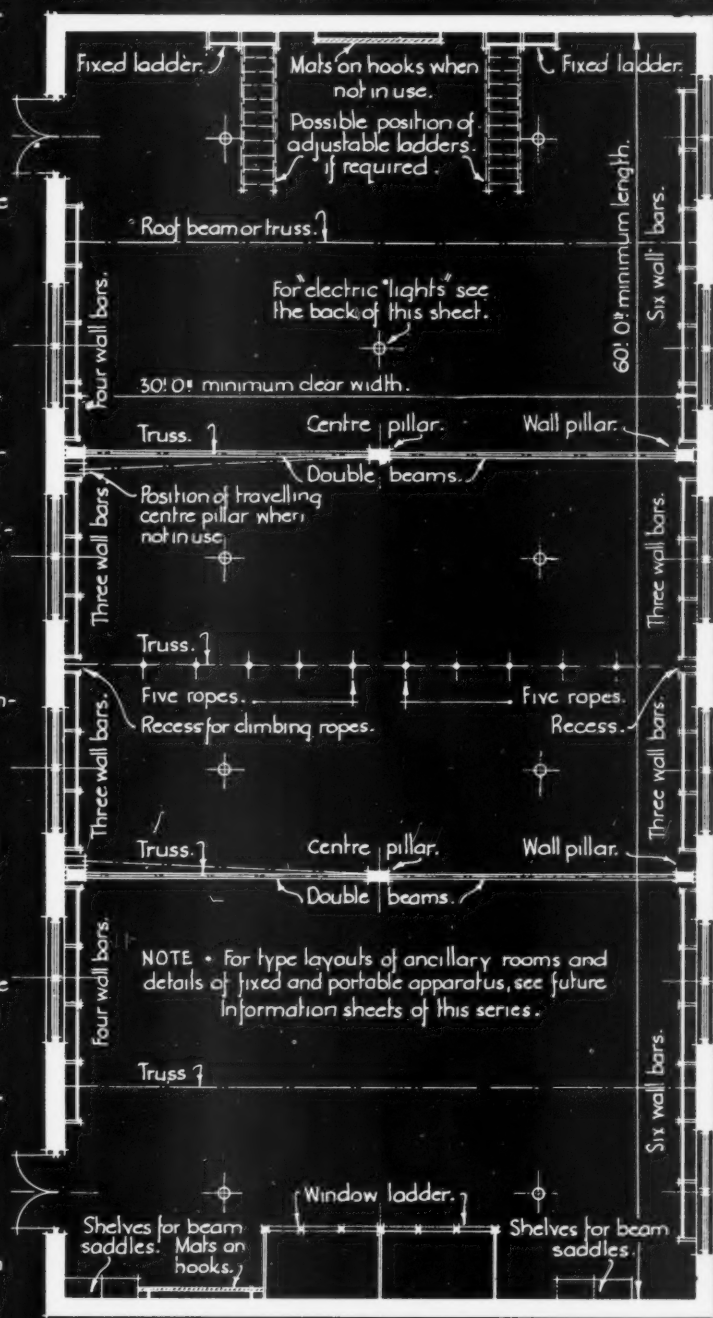 Fixed ladder.
Mats on hooks when
not in use.
Fixed ladder.
Possible position of
adjustable ladders.
if required.
60'. 0" minimum length.
Six wall bars.
Roof beam or truss.
Four wall bars.
For "electric lights" see
the back of this sheet.
30'. 0" minimum clear width.
Truss.
Centre pillar.
Wall pillar.
Double beams.
Position of travelling
centre pillar when
not in use
Three wall bars.
Three wall bars.
Truss.
Five ropes.
Five ropes.
Recess for climbing ropes.
Recess.
Three wall bars.
Three wall bars.
Truss.
Centre pillar.
Wall pillar.
Double beams.
Four wall bars.
NOTE • For type layouts of ancillary rooms and
details of fixed and portable apparatus, see future
Information sheets of this series.
Truss
Six wall bars.
Window ladder.
Shelves for beam
saddles.
Mats on
hooks.
Shelves for beam
saddles.